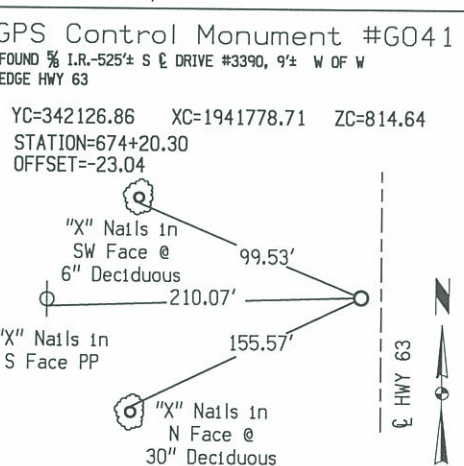 GPS Control Monument #G041
FOUND ⅝ I.R.-525'± S ℄ DRIVE #3390, 9'± W OF W
EDGE HWY 63
YC=342126.86 XC=1941778.71 ZC=814.64
STATION=674+20.30
OFFSET=-23.04
"X" Nails in
SW Face @
6" Deciduous
99.53'
210.07'
"X" Nails in
S Face PP
155.57'
"X" Nails in
N Face @
30" Deciduous
℄ HWY 63
N